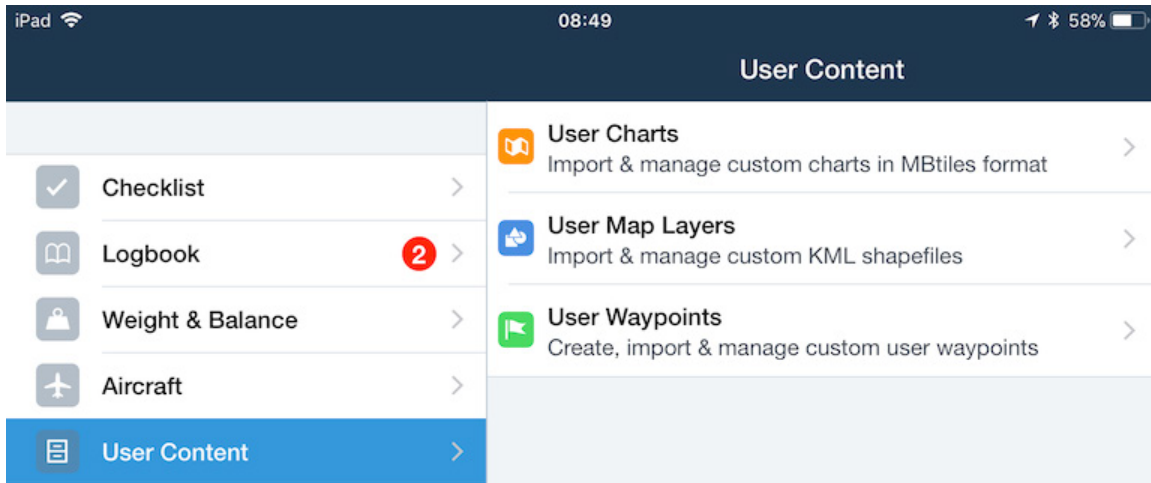 iPad 08:49 58%
User Content
Checklist
Logbook 2
Weight & Balance
Aircraft
User Content
User Charts
Import & manage custom charts in MBtiles format
User Map Layers
Import & manage custom KML shapefiles
User Waypoints
Create, import & manage custom user waypoints